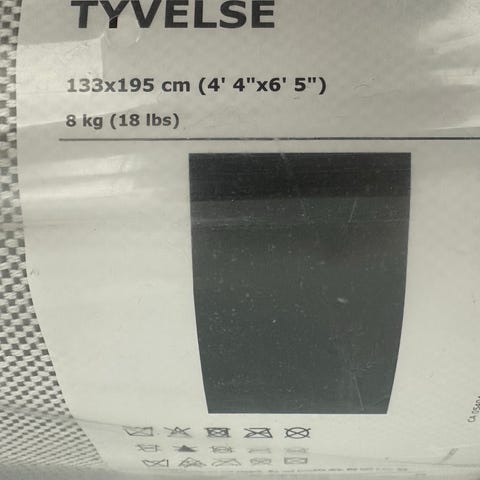 TYVELSE
133x195 cm (4' 4"x6' 5")
8 kg (18 lbs)